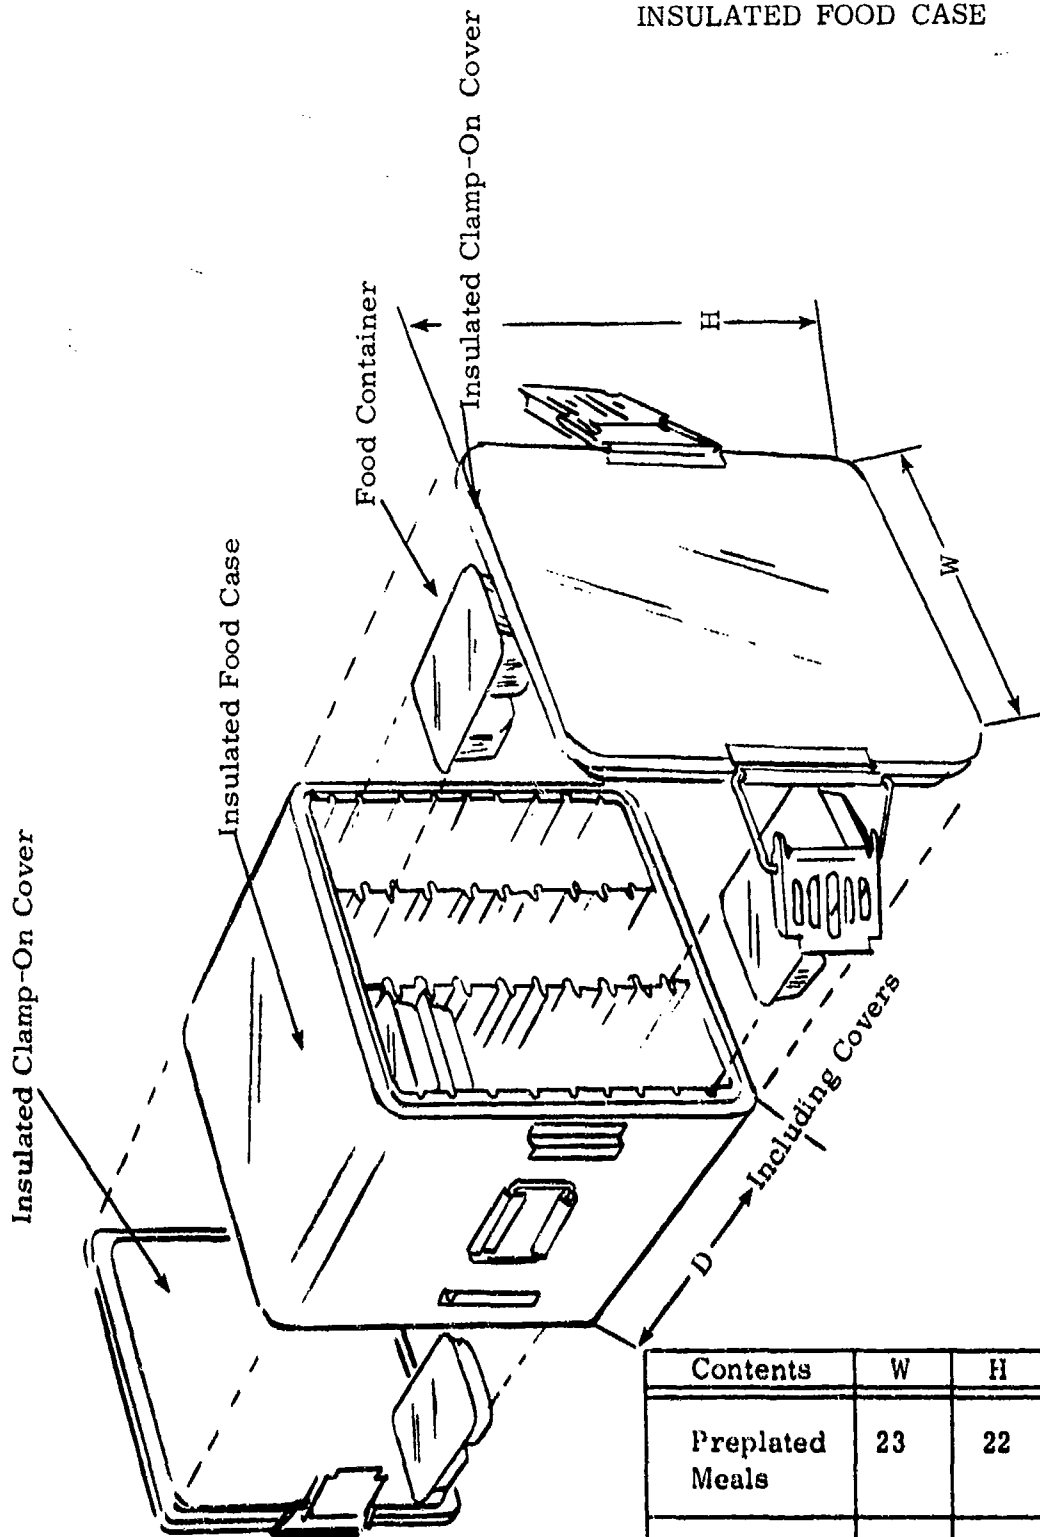 INSULATED FOOD CASE
Insulated Clamp-On Cover
Food Container
Insulated Food Case
Insulated Clamp-On Cover
H
W
D
Including Covers
Contents W H
Preplated 23 22
Meals